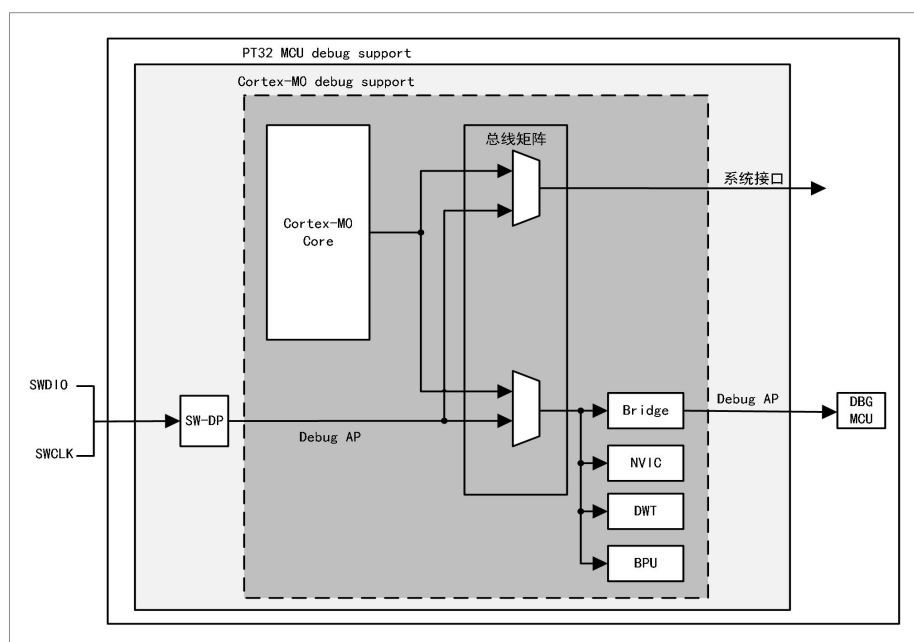 PT32 MCU debug support
Cortex-M0 debug support
总线矩阵
系统接口
Cortex-M0
Core
SWDIO
SWCLK
SW-DP
Debug AP
Bridge
Debug AP
DBG
MCU
NVIC
DWT
BPU